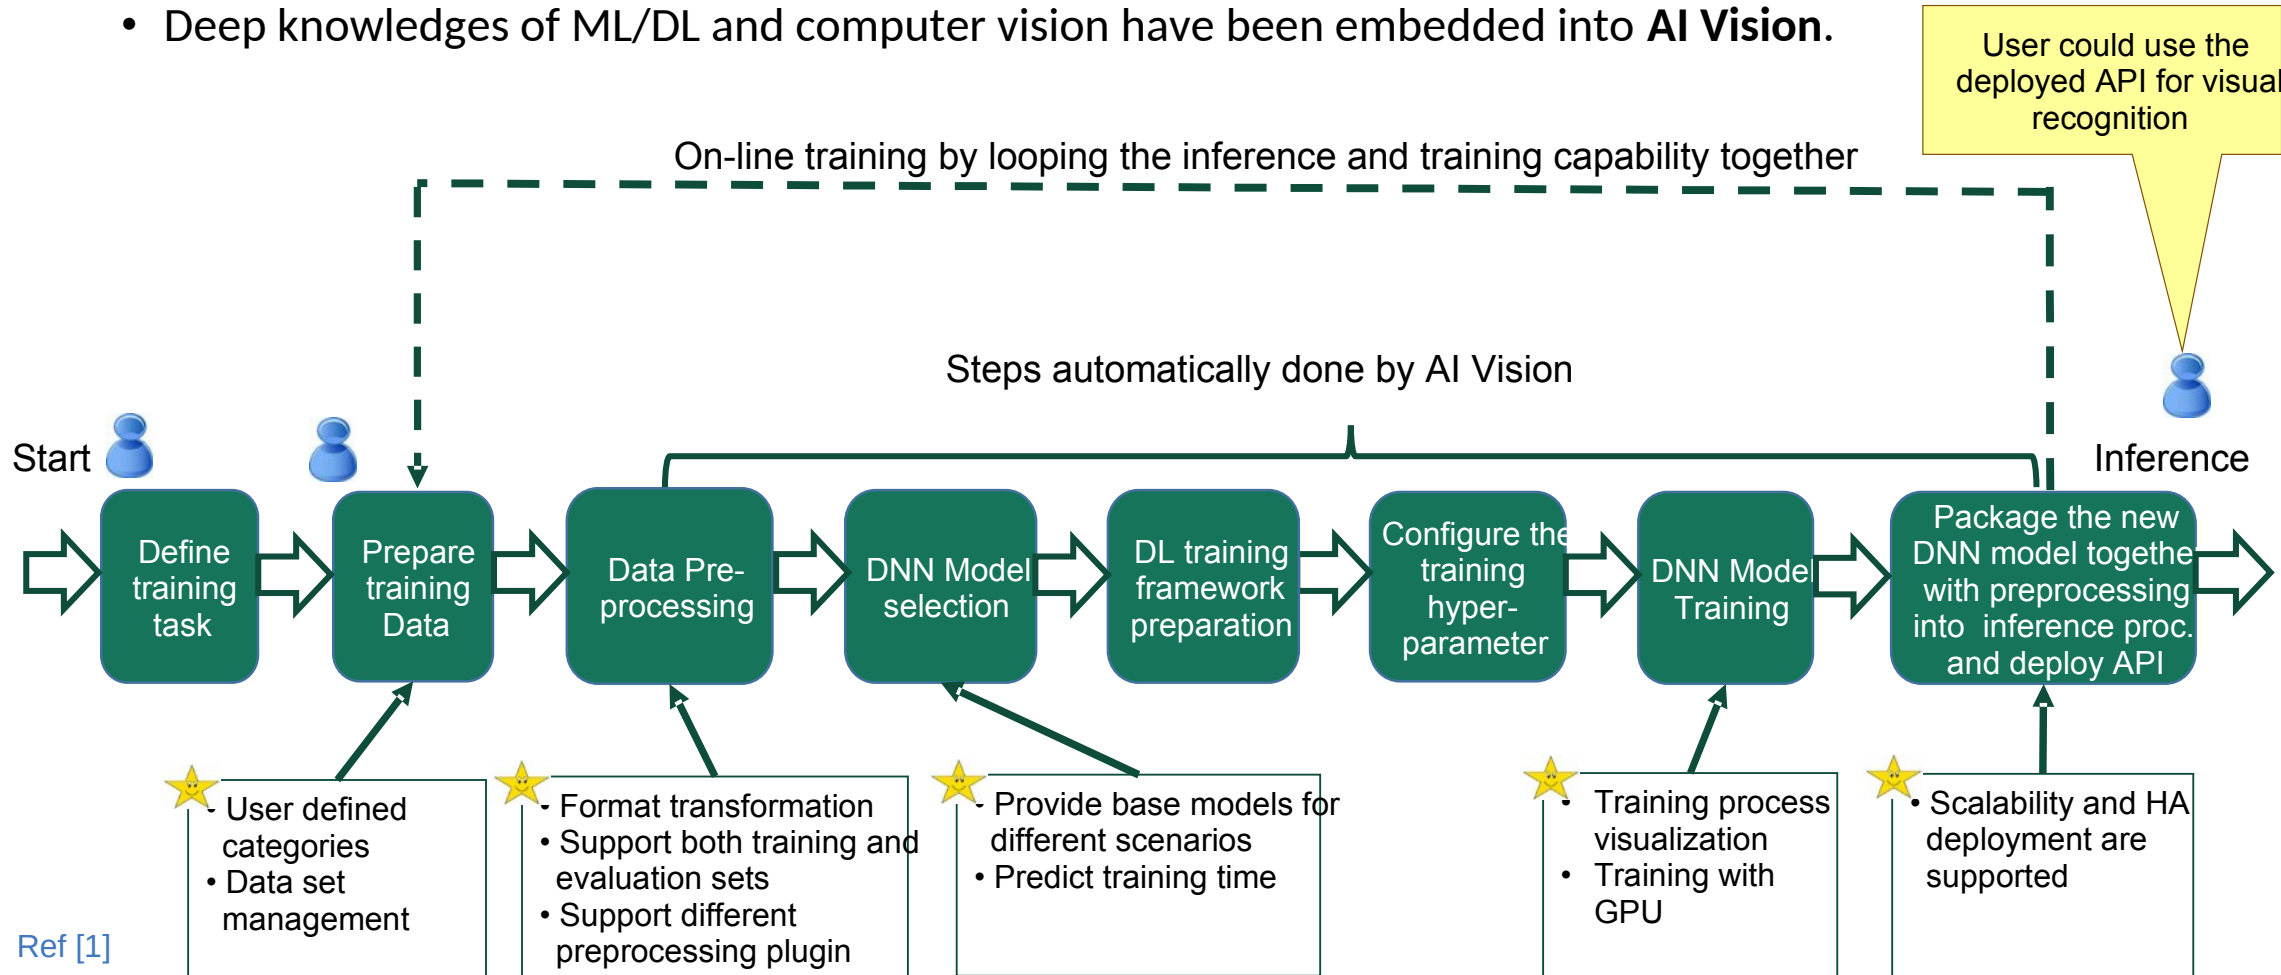 • Deep knowledges of ML/DL and computer vision have been embedded into AI Vision.
User could use the
deployed API for visual
recognition
On-line training by looping the inference and training capability together
Steps automatically done by AI Vision
Start
Inference
Define
training
task
Prepare
training
Data
Data Pre-
processing
DNN Model
selection
DL training
framework
preparation
Configure the
training
hyper-
parameter
DNN Model
Training
Package the new
DNN model togethe
with preprocessing
into inference proc.
and deploy API
• User defined
categories
• Data set
management
• Format transformation
• Support both training and
evaluation sets
• Support different
preprocessing plugin
• Provide base models for
different scenarios
• Predict training time
• Training process
visualization
• Training with
GPU
• Scalability and HA
deployment are
supported
Ref [1]